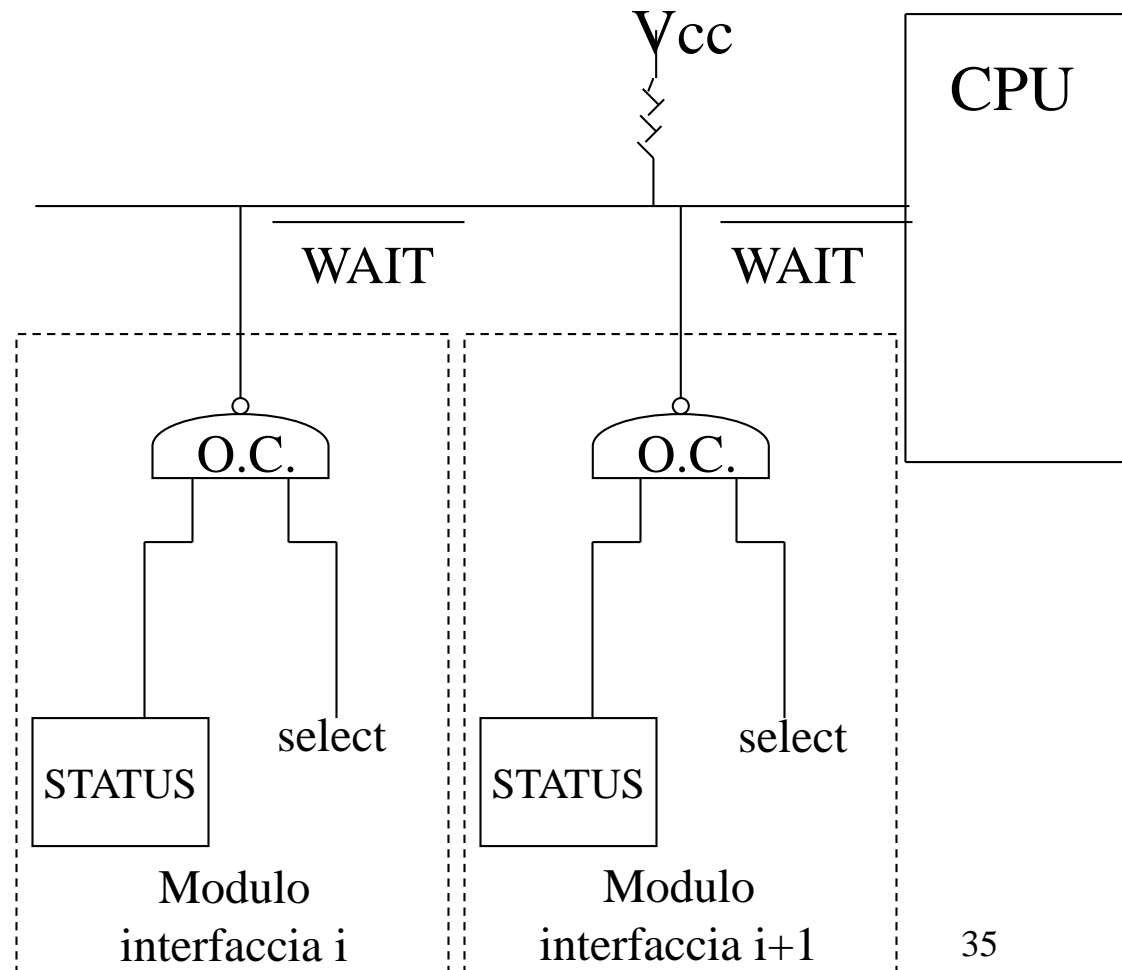 Vcc
CPU
WAIT WAIT
O.C. O.C.
select select
STATUS STATUS
Modulo
interfaccia i
Modulo
interfaccia i+1
35